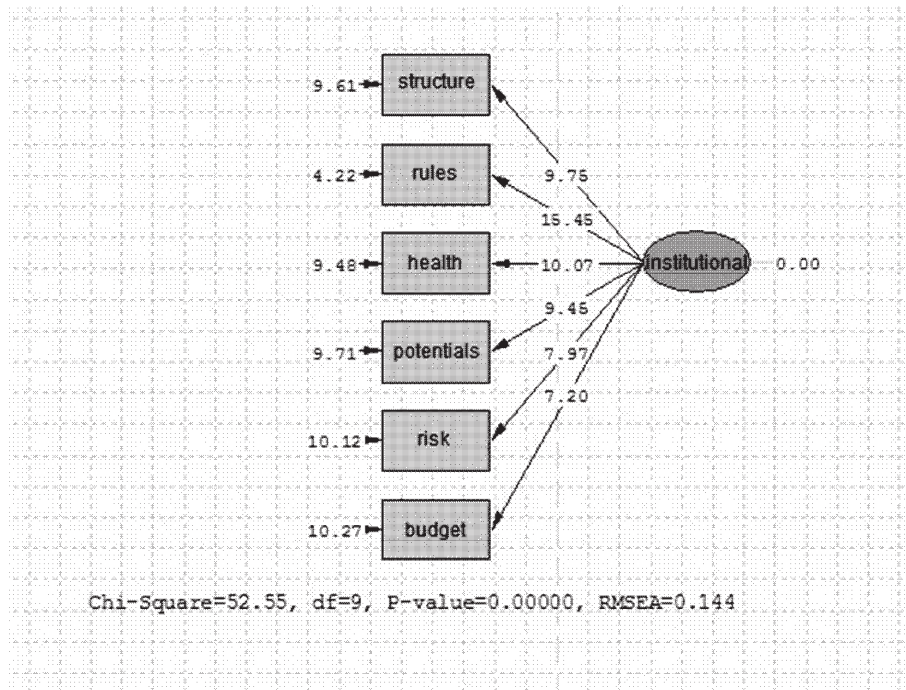 structure
9.61
9.75
rules
4.22
15.45
health
9.48
10.07
institutional
0.00
9.45
potentials
9.71
7.97
7.20
risk
10.12
budget
10.27
Chi-Square=52.55, df=9, P-value=0.00000, RMSEA=0.144